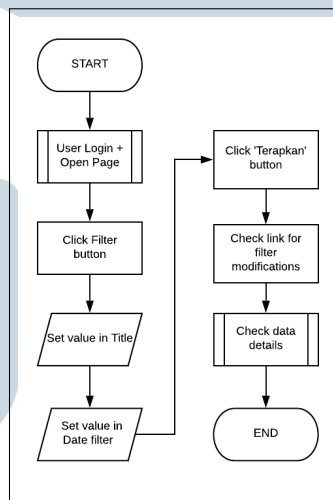 START
User Login +
Open Page
Click Filter
button
Set value in Title
Set value in
Date filter
Click 'Terapkan'
button
Check link for
filter
modifications
Check data
details
END